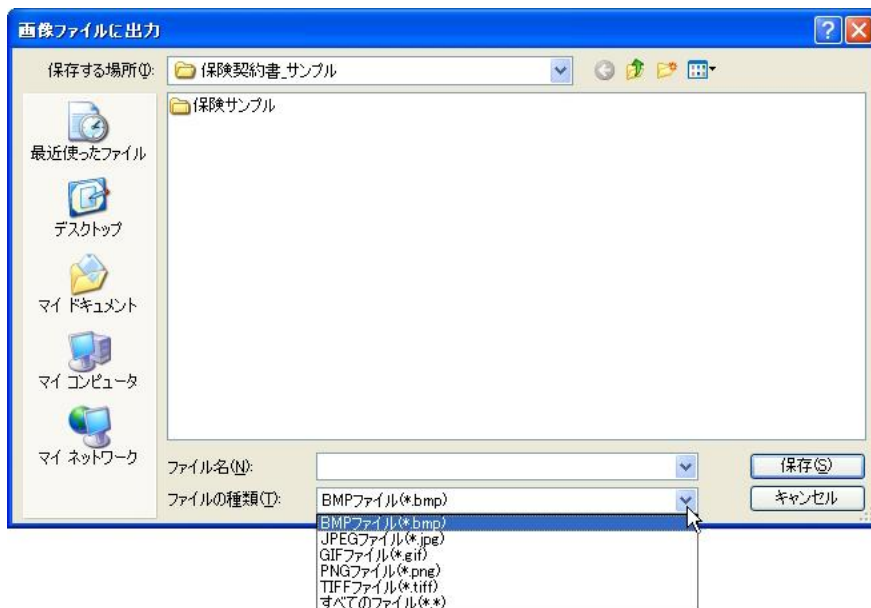 画像ファイルに出力
保存する場所(I):
保険契約書_サンプル
保険サンプル
最近使ったファイル
デスクトップ
マイ ドキュメント
マイ コンピュータ
マイ ネットワーク
ファイル名(N):
保存(S)
ファイルの種類(T):
BMPファイル(*.bmp)
キャンセル
BMPファイル(*.bmp)
JPEGファイル(*.jpg)
GIFファイル(*.gif)
PNGファイル(*.png)
TIFFファイル(*.tiff)
すべてのファイル(*.*)